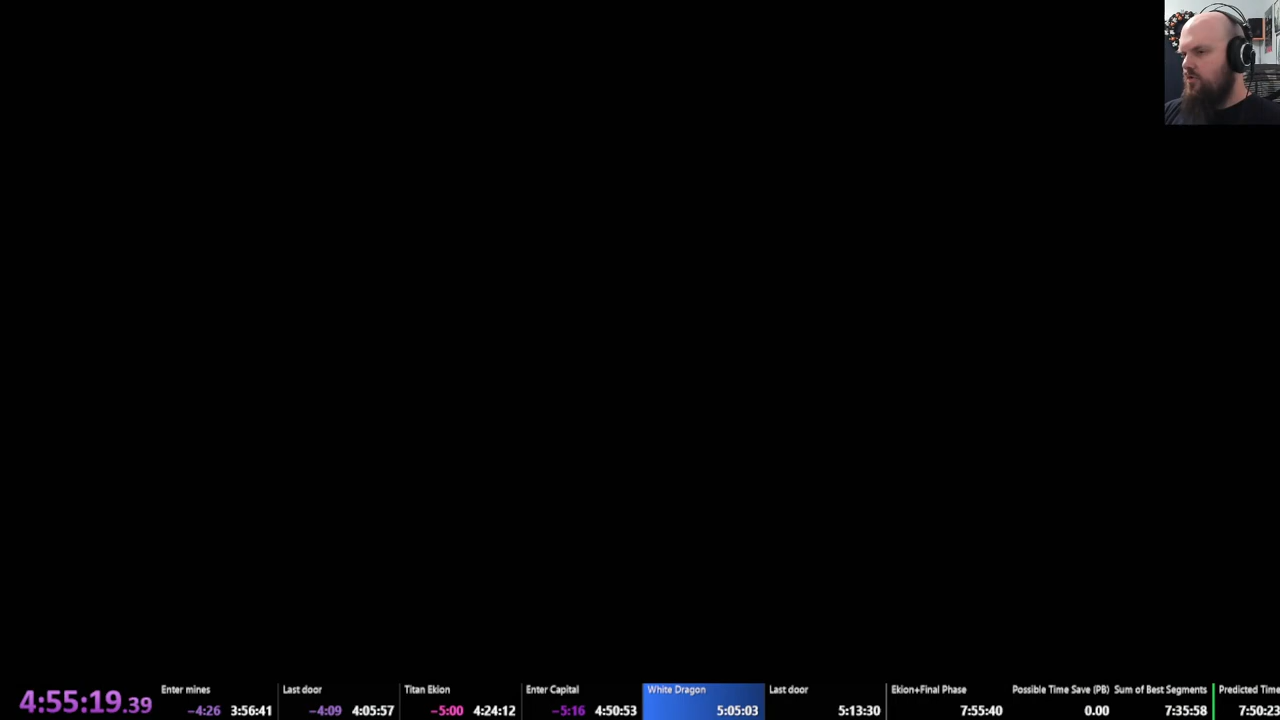 4:55:19.39
Enter mines
-4:26 3:56:41
Last door
-4:09 4:05:57
Titan Ekion
-5:00 4:24:12
Enter Capital
-5:16 4:50:53
White Dragon
5:05:03
Last door
5:13:30
Ekion+Final Phase
7:55:40
Possible Time Save (PB)
0.00
Sum of Best Segments
7:35:58
Predicted Time
7:50:23